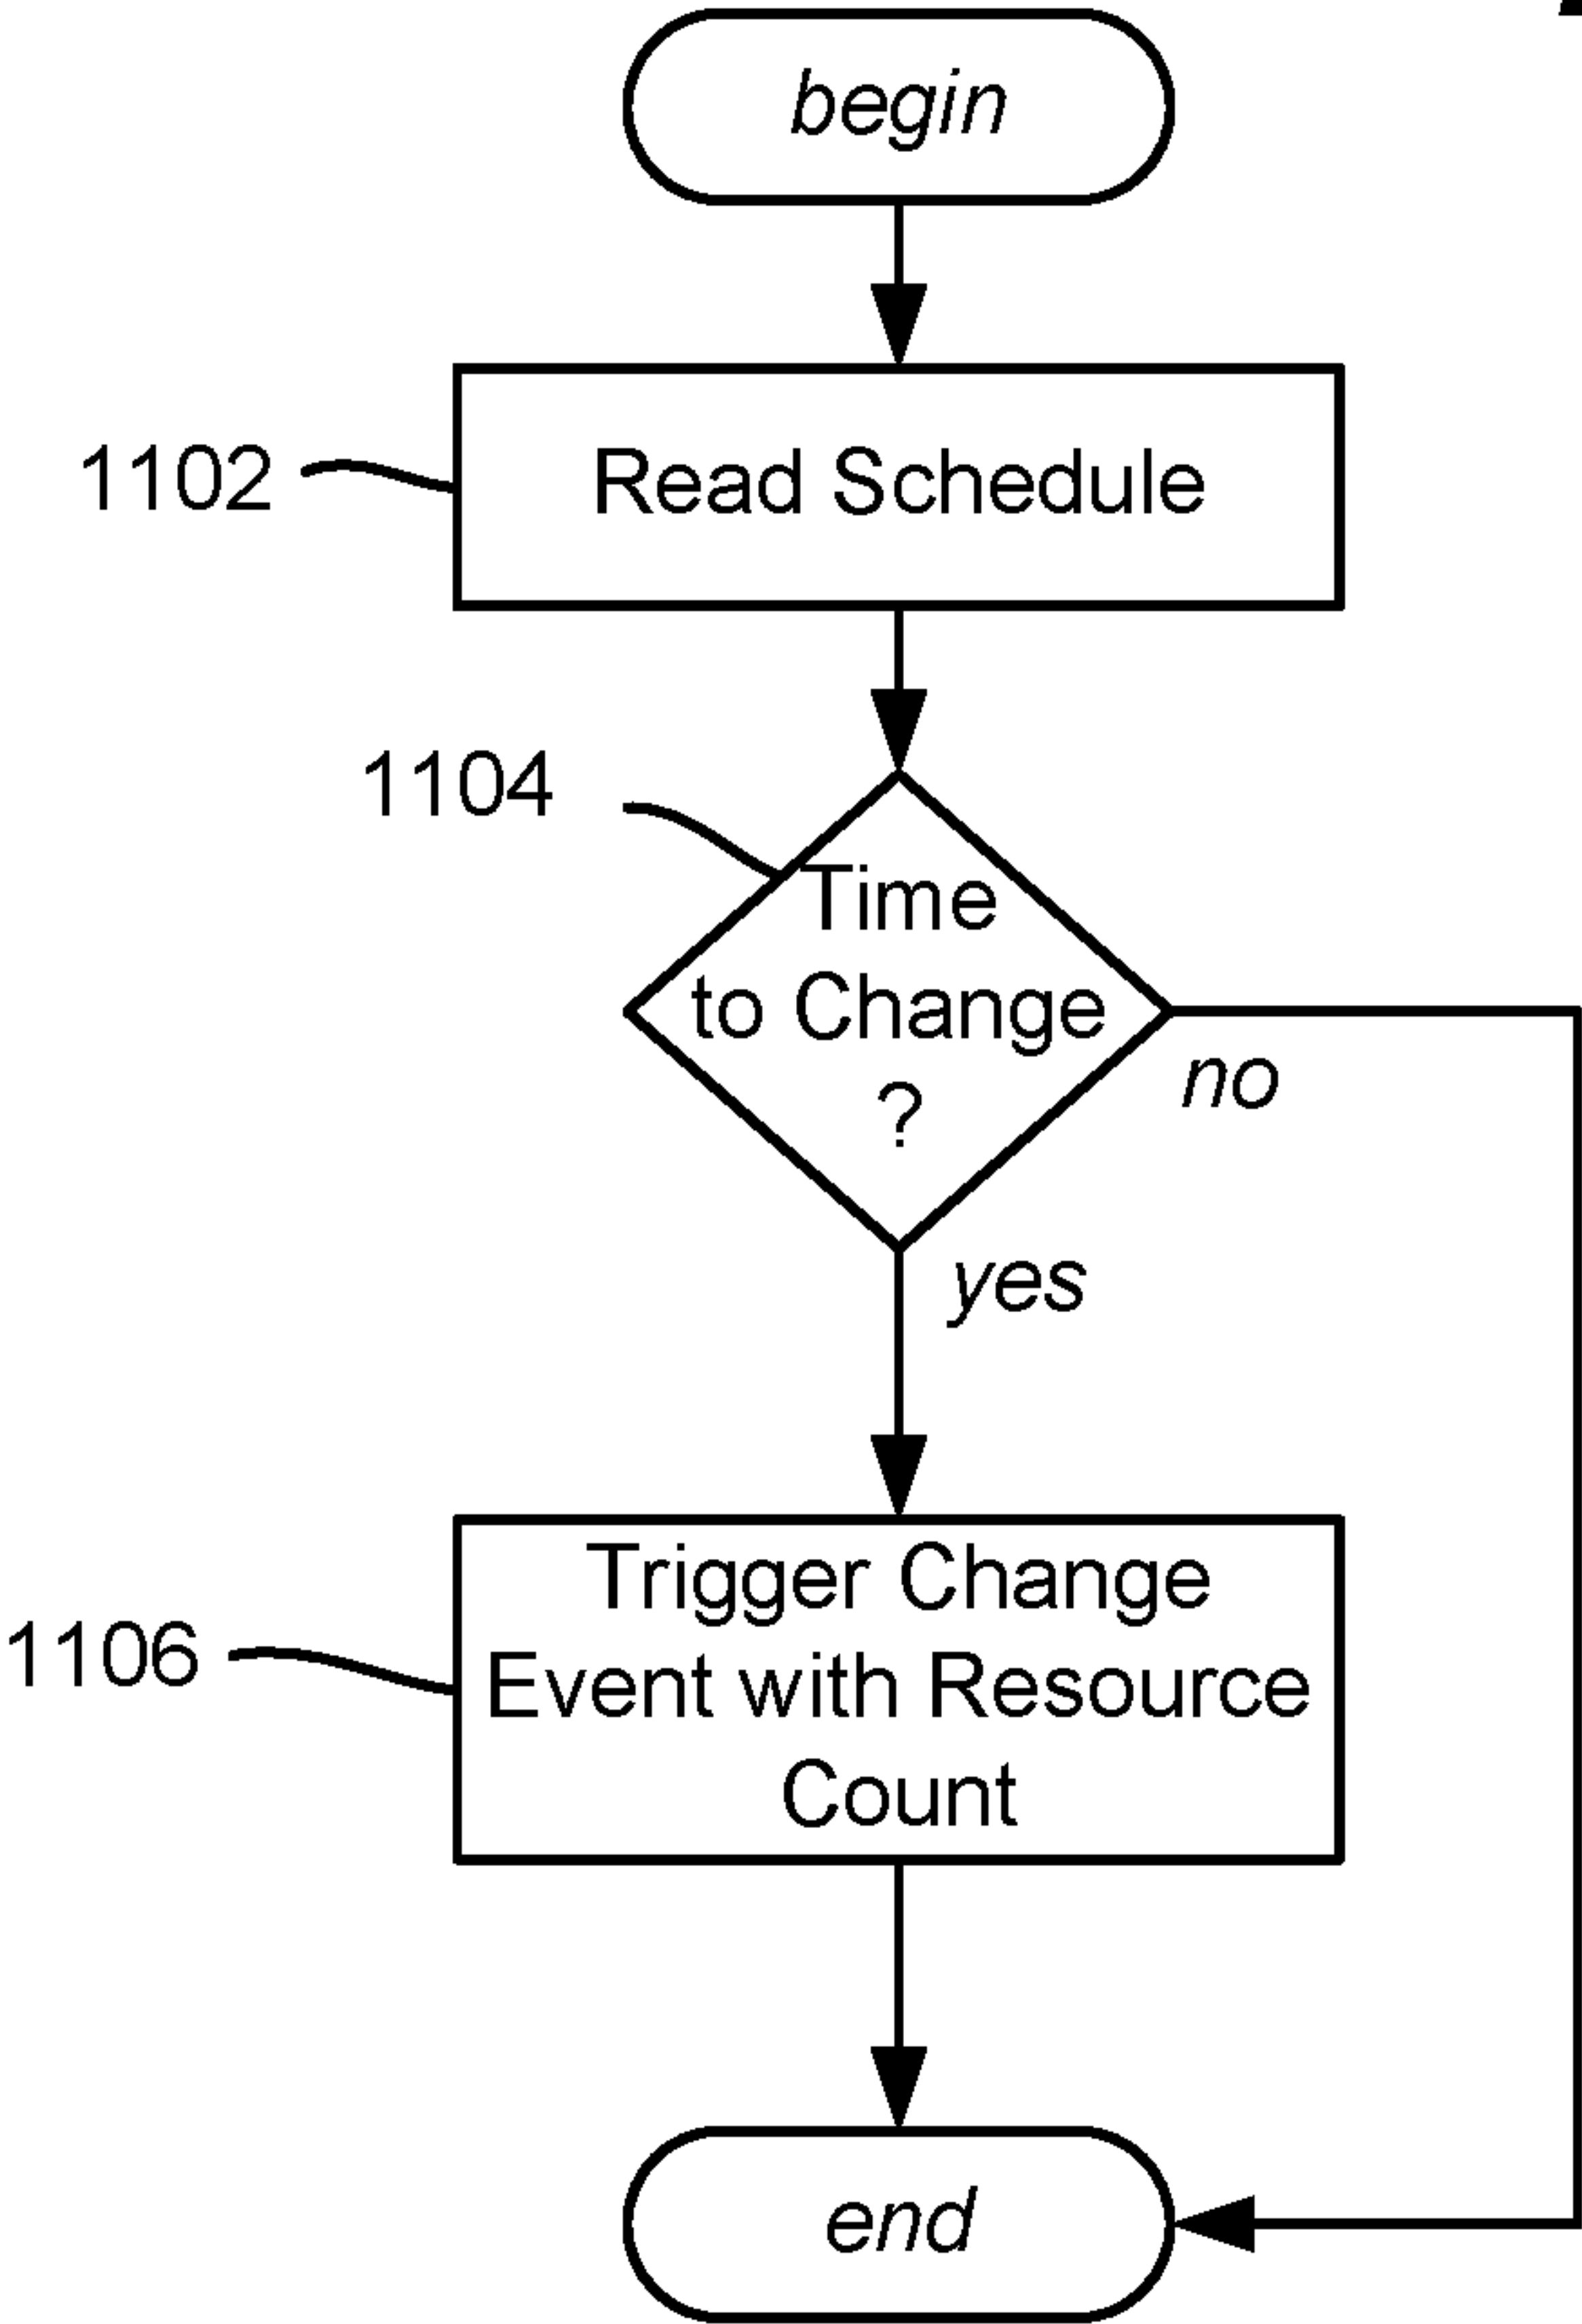 begin
1102
Read Schedule
1104
Time
to Change
?
no
yes
1106
Trigger Change
Event with Resource
Count
end